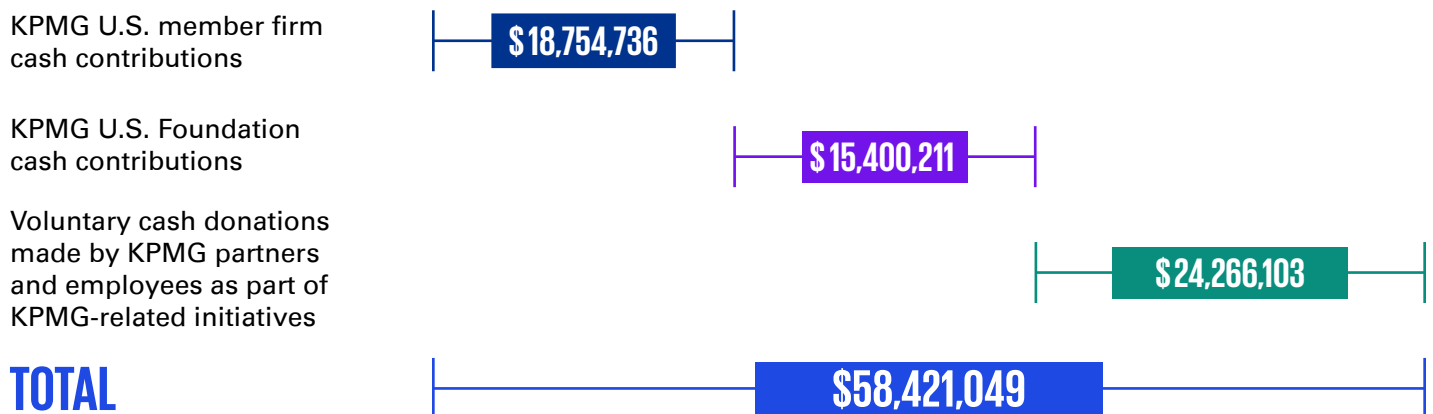 KPMG U.S. member firm
cash contributions
$18,754,736
KPMG U.S. Foundation
cash contributions
$15,400,211
Voluntary cash donations
made by KPMG partners
and employees as part of
KPMG-related initiatives
$24,266,103
TOTAL
$58,421,049